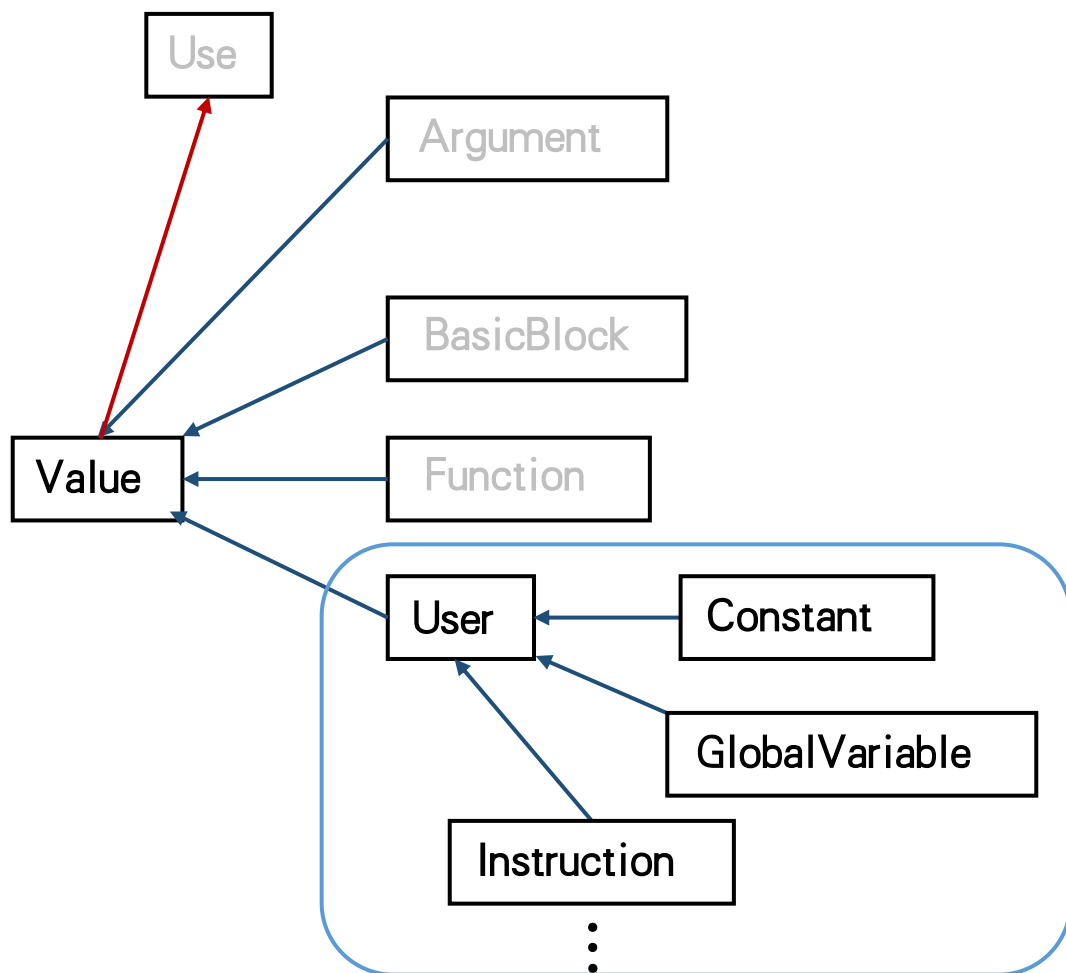 Use
Argument
BasicBlock
Value
Function
User
Constant
GlobalVariable
Instruction